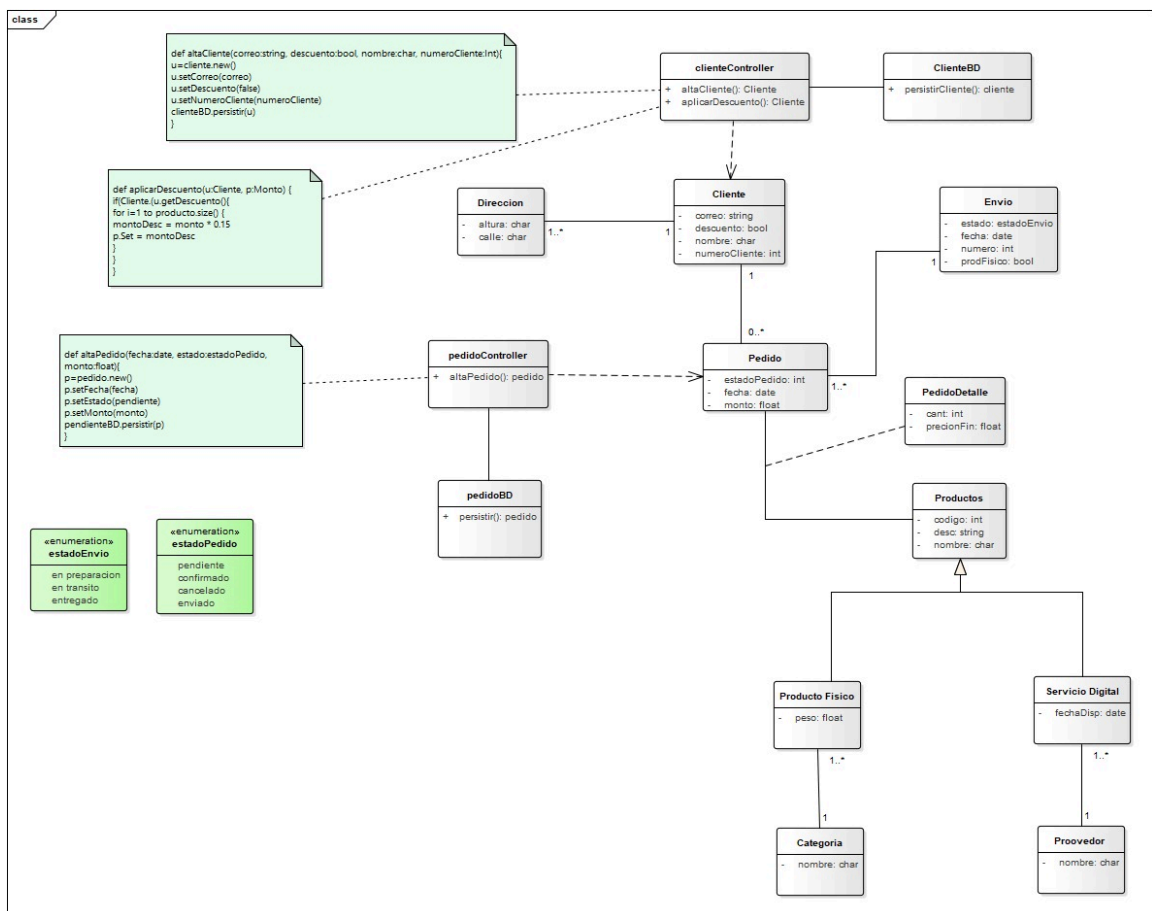 class
def altaCliente(correo:string, descuento:bool, nombre:char, numeroCliente:Int){
u=cliente.new()
u.setCorreo(correo)
u.setDescuento(false)
u.setNumeroCliente(numeroCliente)
clienteBD.persistir(u)
}
clienteController
+ altaCliente(): Cliente
+ aplicarDescuento(): Cliente
ClienteBD
+ persistirCliente(): cliente
def aplicarDescuento(u:Cliente, p:Monto) {
if(Cliente.(u.getDescuento(){
for i=1 to producto.size() {
montoDesc = monto * 0.15
p.Set = montoDesc
}
}
}
Direccion
- altura: char
- calle: char
1..*
1
Cliente
- correo: string
- descuento: bool
- nombre: char
- numeroCliente: int
1
0..*
Envio
- estado: estadoEnvio
- fecha: date
- numero: int
- prodFisico: bool
1
1..*
def altaPedido(fecha:date, estado:estadoPedido,
monto:float){
p=pedido.new()
p.setFecha(fecha)
p.setEstado(pendiente)
p.setMonto(monto)
pendienteBD.persistir(p)
}
pedidoController
+ altaPedido(): pedido
Pedido
- estadoPedido: int
- fecha: date
- monto: float
PedidoDetalle
- cant: int
- precionFin: float
pedidoBD
+ persistir(): pedido
Productos
- codigo: int
- desc: string
- nombre: char
«enumeration»
estadoEnvio
en preparacion
en transito
entregado
«enumeration»
estadoPedido
pendiente
confirmado
cancelado
enviado
Producto Fisico
- peso: float
1..*
1
Servicio Digital
- fechaDisp: date
1..*
1
Categoria
- nombre: char
Proovedor
- nombre: char